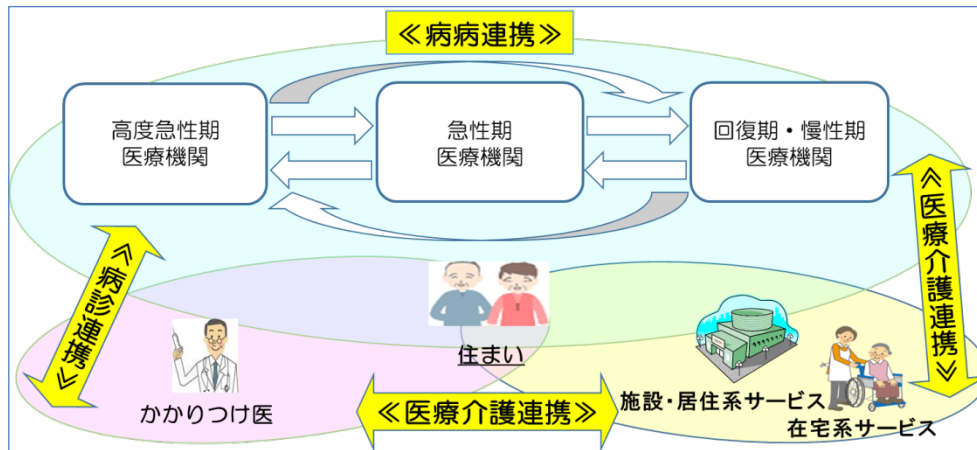 ≪病病連携≫
高度急性期
医療機関
急性期
医療機関
回復期・慢性期
医療機関
≪病診連携≫
≪医療介護連携≫
住まい
かかりつけ医
≪医療介護連携≫
施設・居住系サービス
在宅系サービス